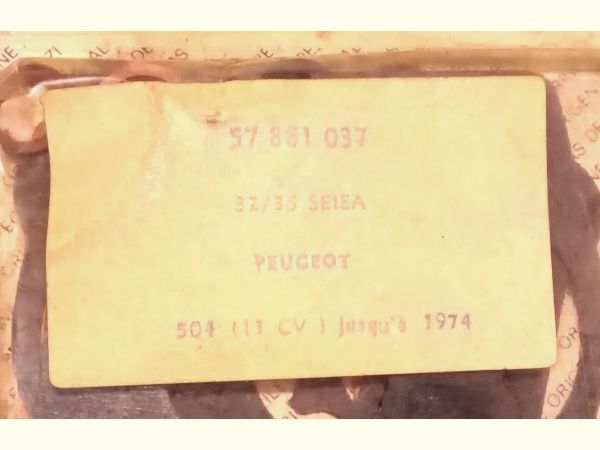 57 861 037
32/35 SEIEA
PEUGEOT
504 (11 CV) jusqu'à 1974